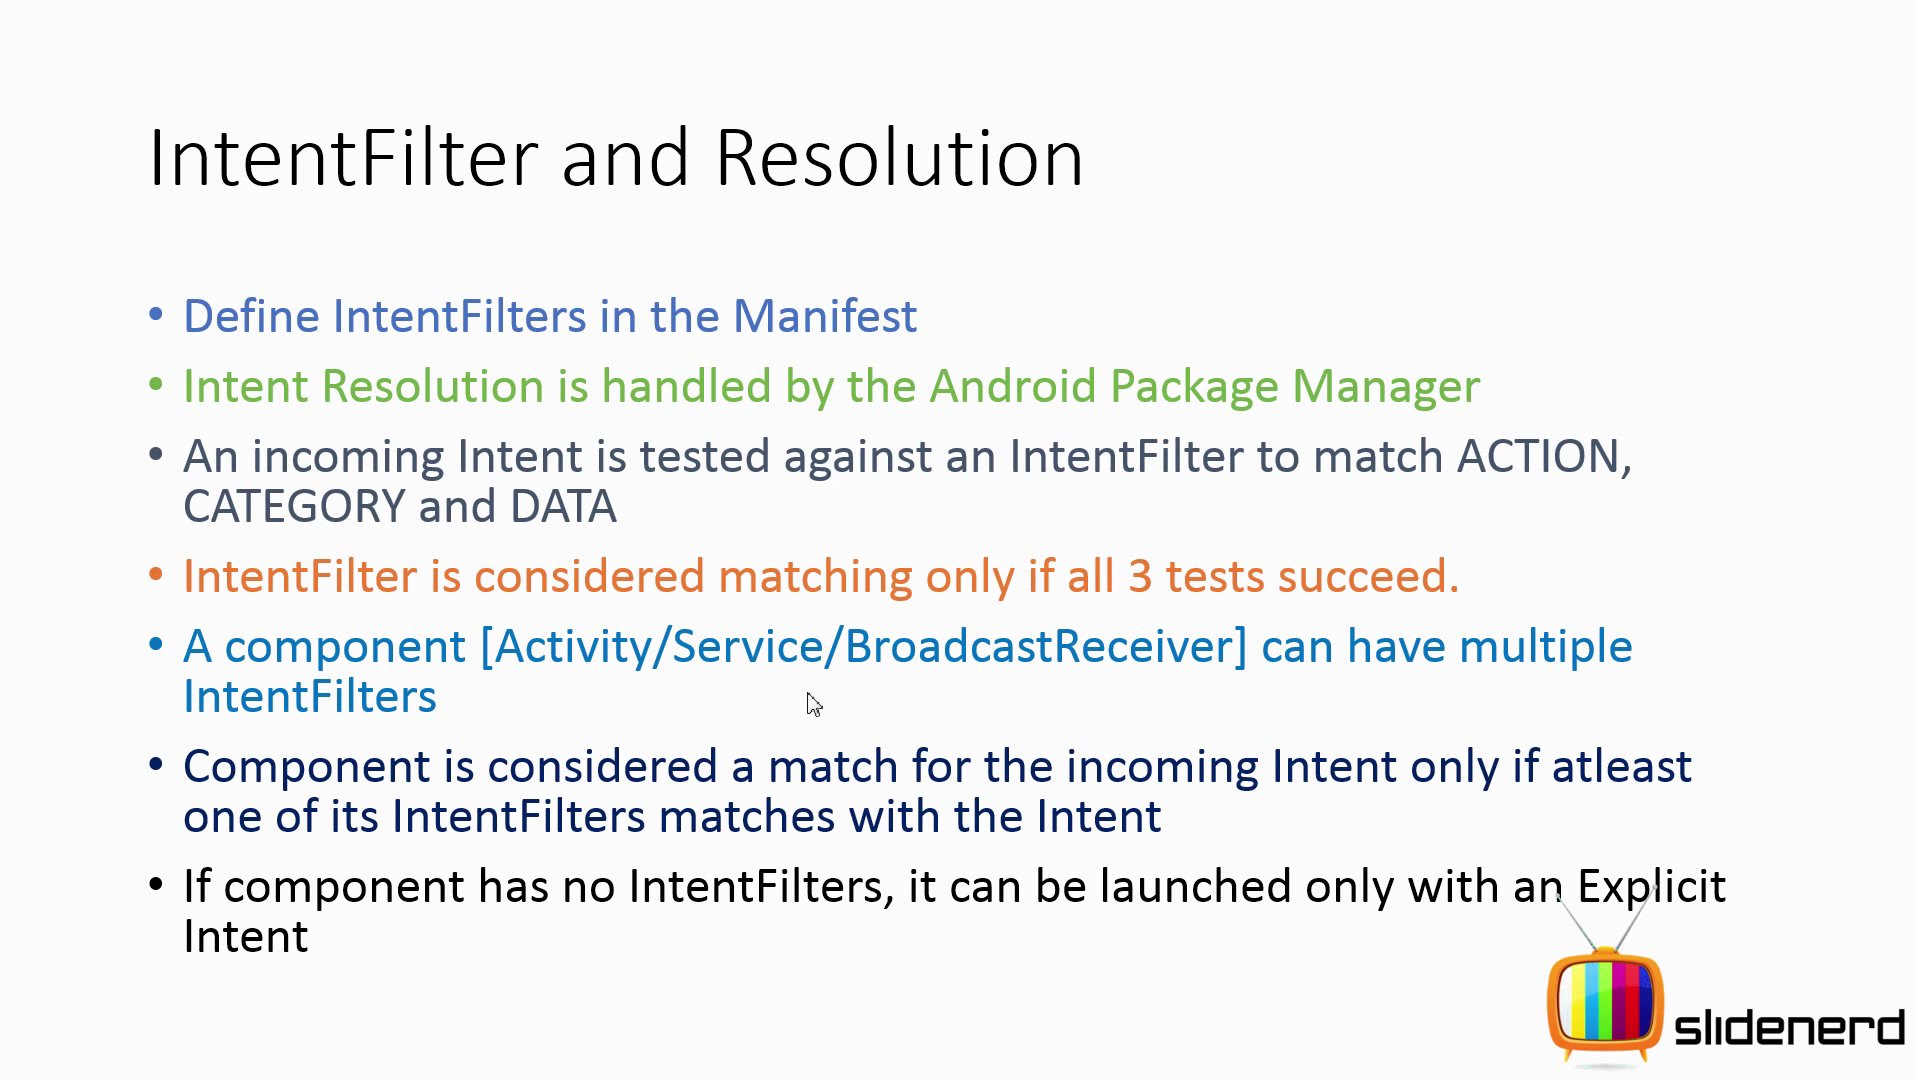 IntentFilter and Resolution
• Define IntentFilters in the Manifest
• Intent Resolution is handled by the Android Package Manager
• An incoming Intent is tested against an IntentFilter to match ACTION,
CATEGORY and DATA
• IntentFilter is considered matching only if all 3 tests succeed.
• A component [Activity/Service/BroadcastReceiver] can have multiple
IntentFilters
• Component is considered a match for the incoming Intent only if atleast
one of its IntentFilters matches with the Intent
• If component has no IntentFilters, it can be launched only with an Explicit
Intent
slidenerd